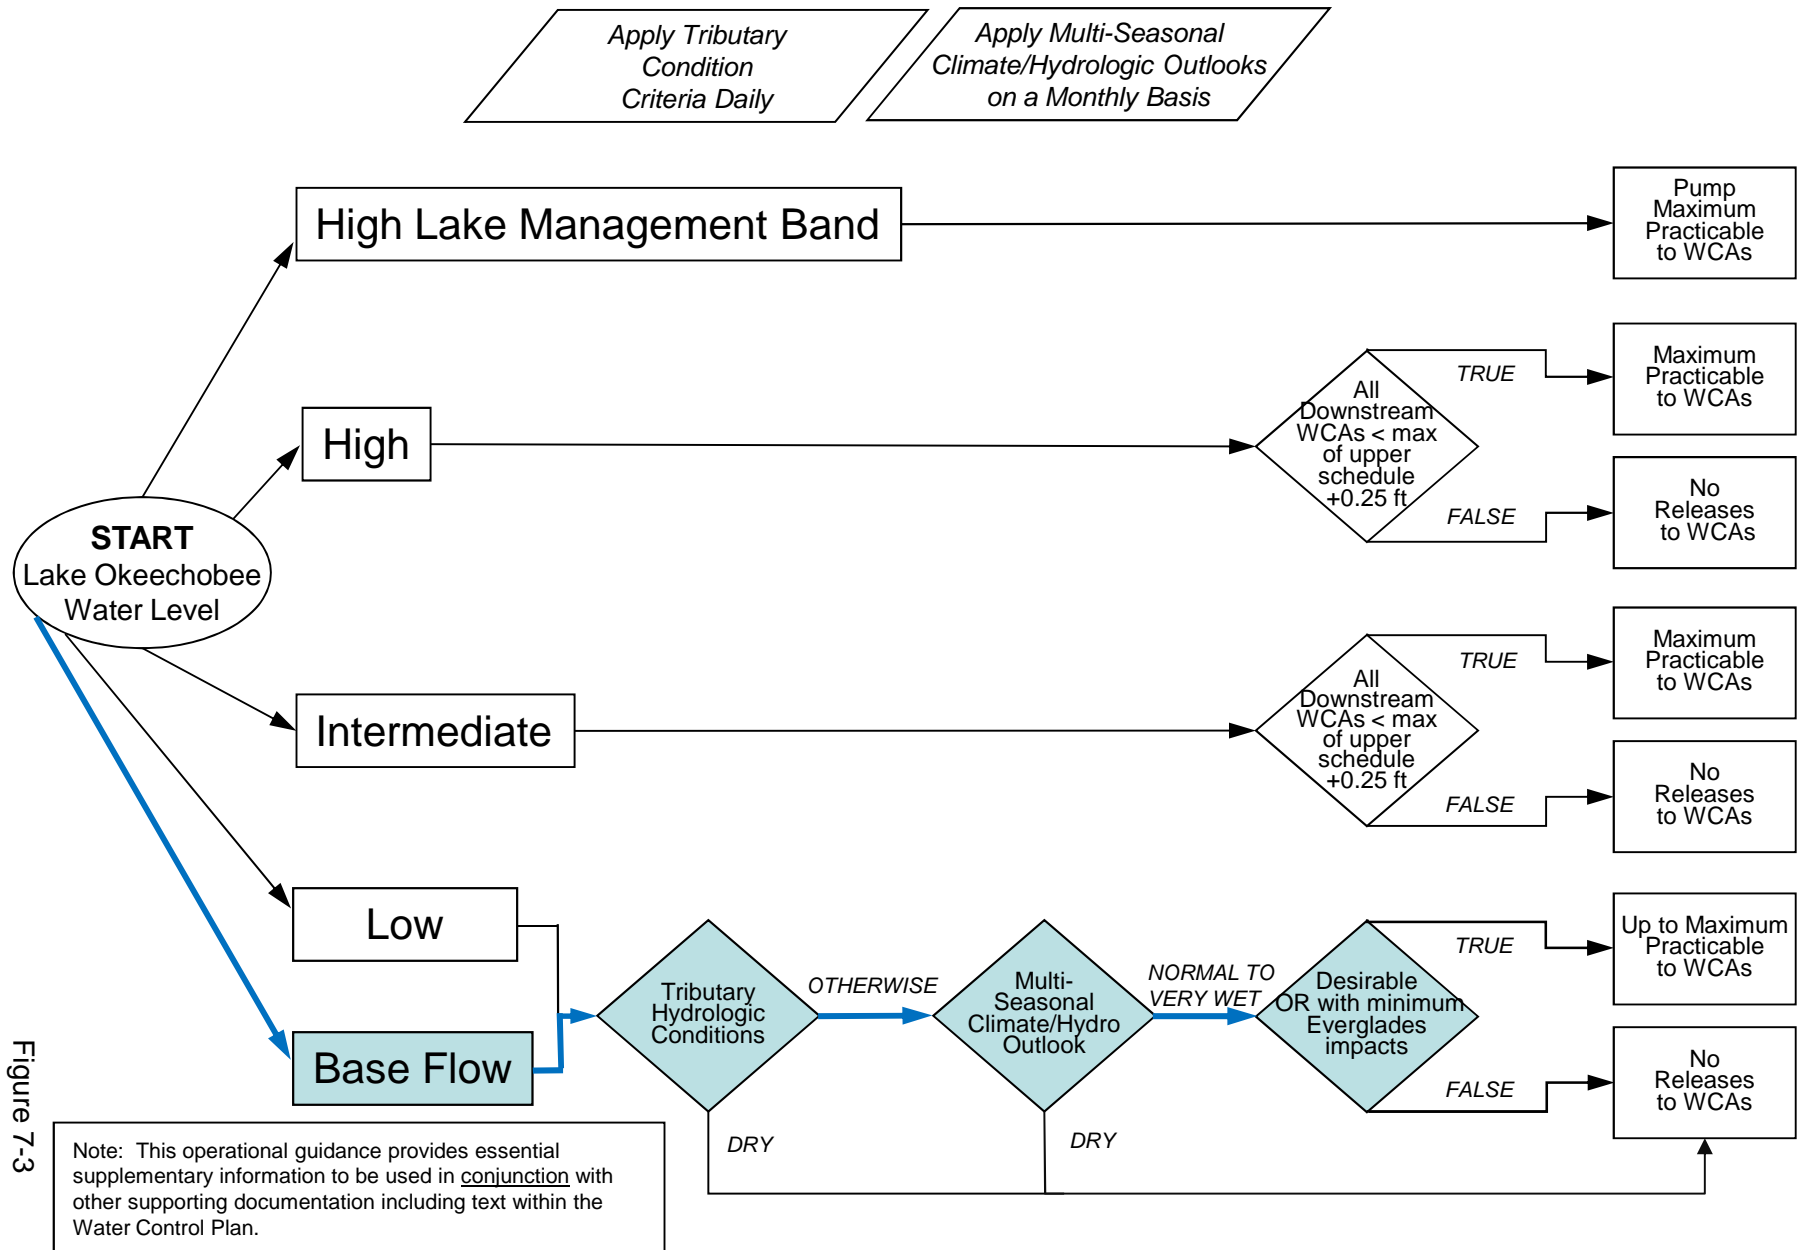 Apply Tributary
Condition
Criteria Daily
Apply Multi-Seasonal
Climate/Hydrologic Outlooks
on a Monthly Basis
High Lake Management Band
Pump
Maximum
Practicable
to WCAs
High
All
Downstream
WCAs < max
of upper
schedule
+0.25 ft
TRUE
Maximum
Practicable
to WCAs
FALSE
No
Releases
to WCAs
START
Lake Okeechobee
Water Level
Intermediate
All
Downstream
WCAs < max
of upper
schedule
+0.25 ft
TRUE
Maximum
Practicable
to WCAs
FALSE
No
Releases
to WCAs
Low
Base Flow
Tributary
Hydrologic
Conditions
OTHERWISE
Multi-
Seasonal
Climate/Hydro
Outlook
NORMAL TO
VERY WET
Desirable
OR with minimum
Everglades
impacts
TRUE
Up to Maximum
Practicable
to WCAs
FALSE
No
Releases
to WCAs
DRY
DRY
Note: This operational guidance provides essential
supplementary information to be used in conjunction with
other supporting documentation including text within the
Water Control Plan.
Figure 7-3